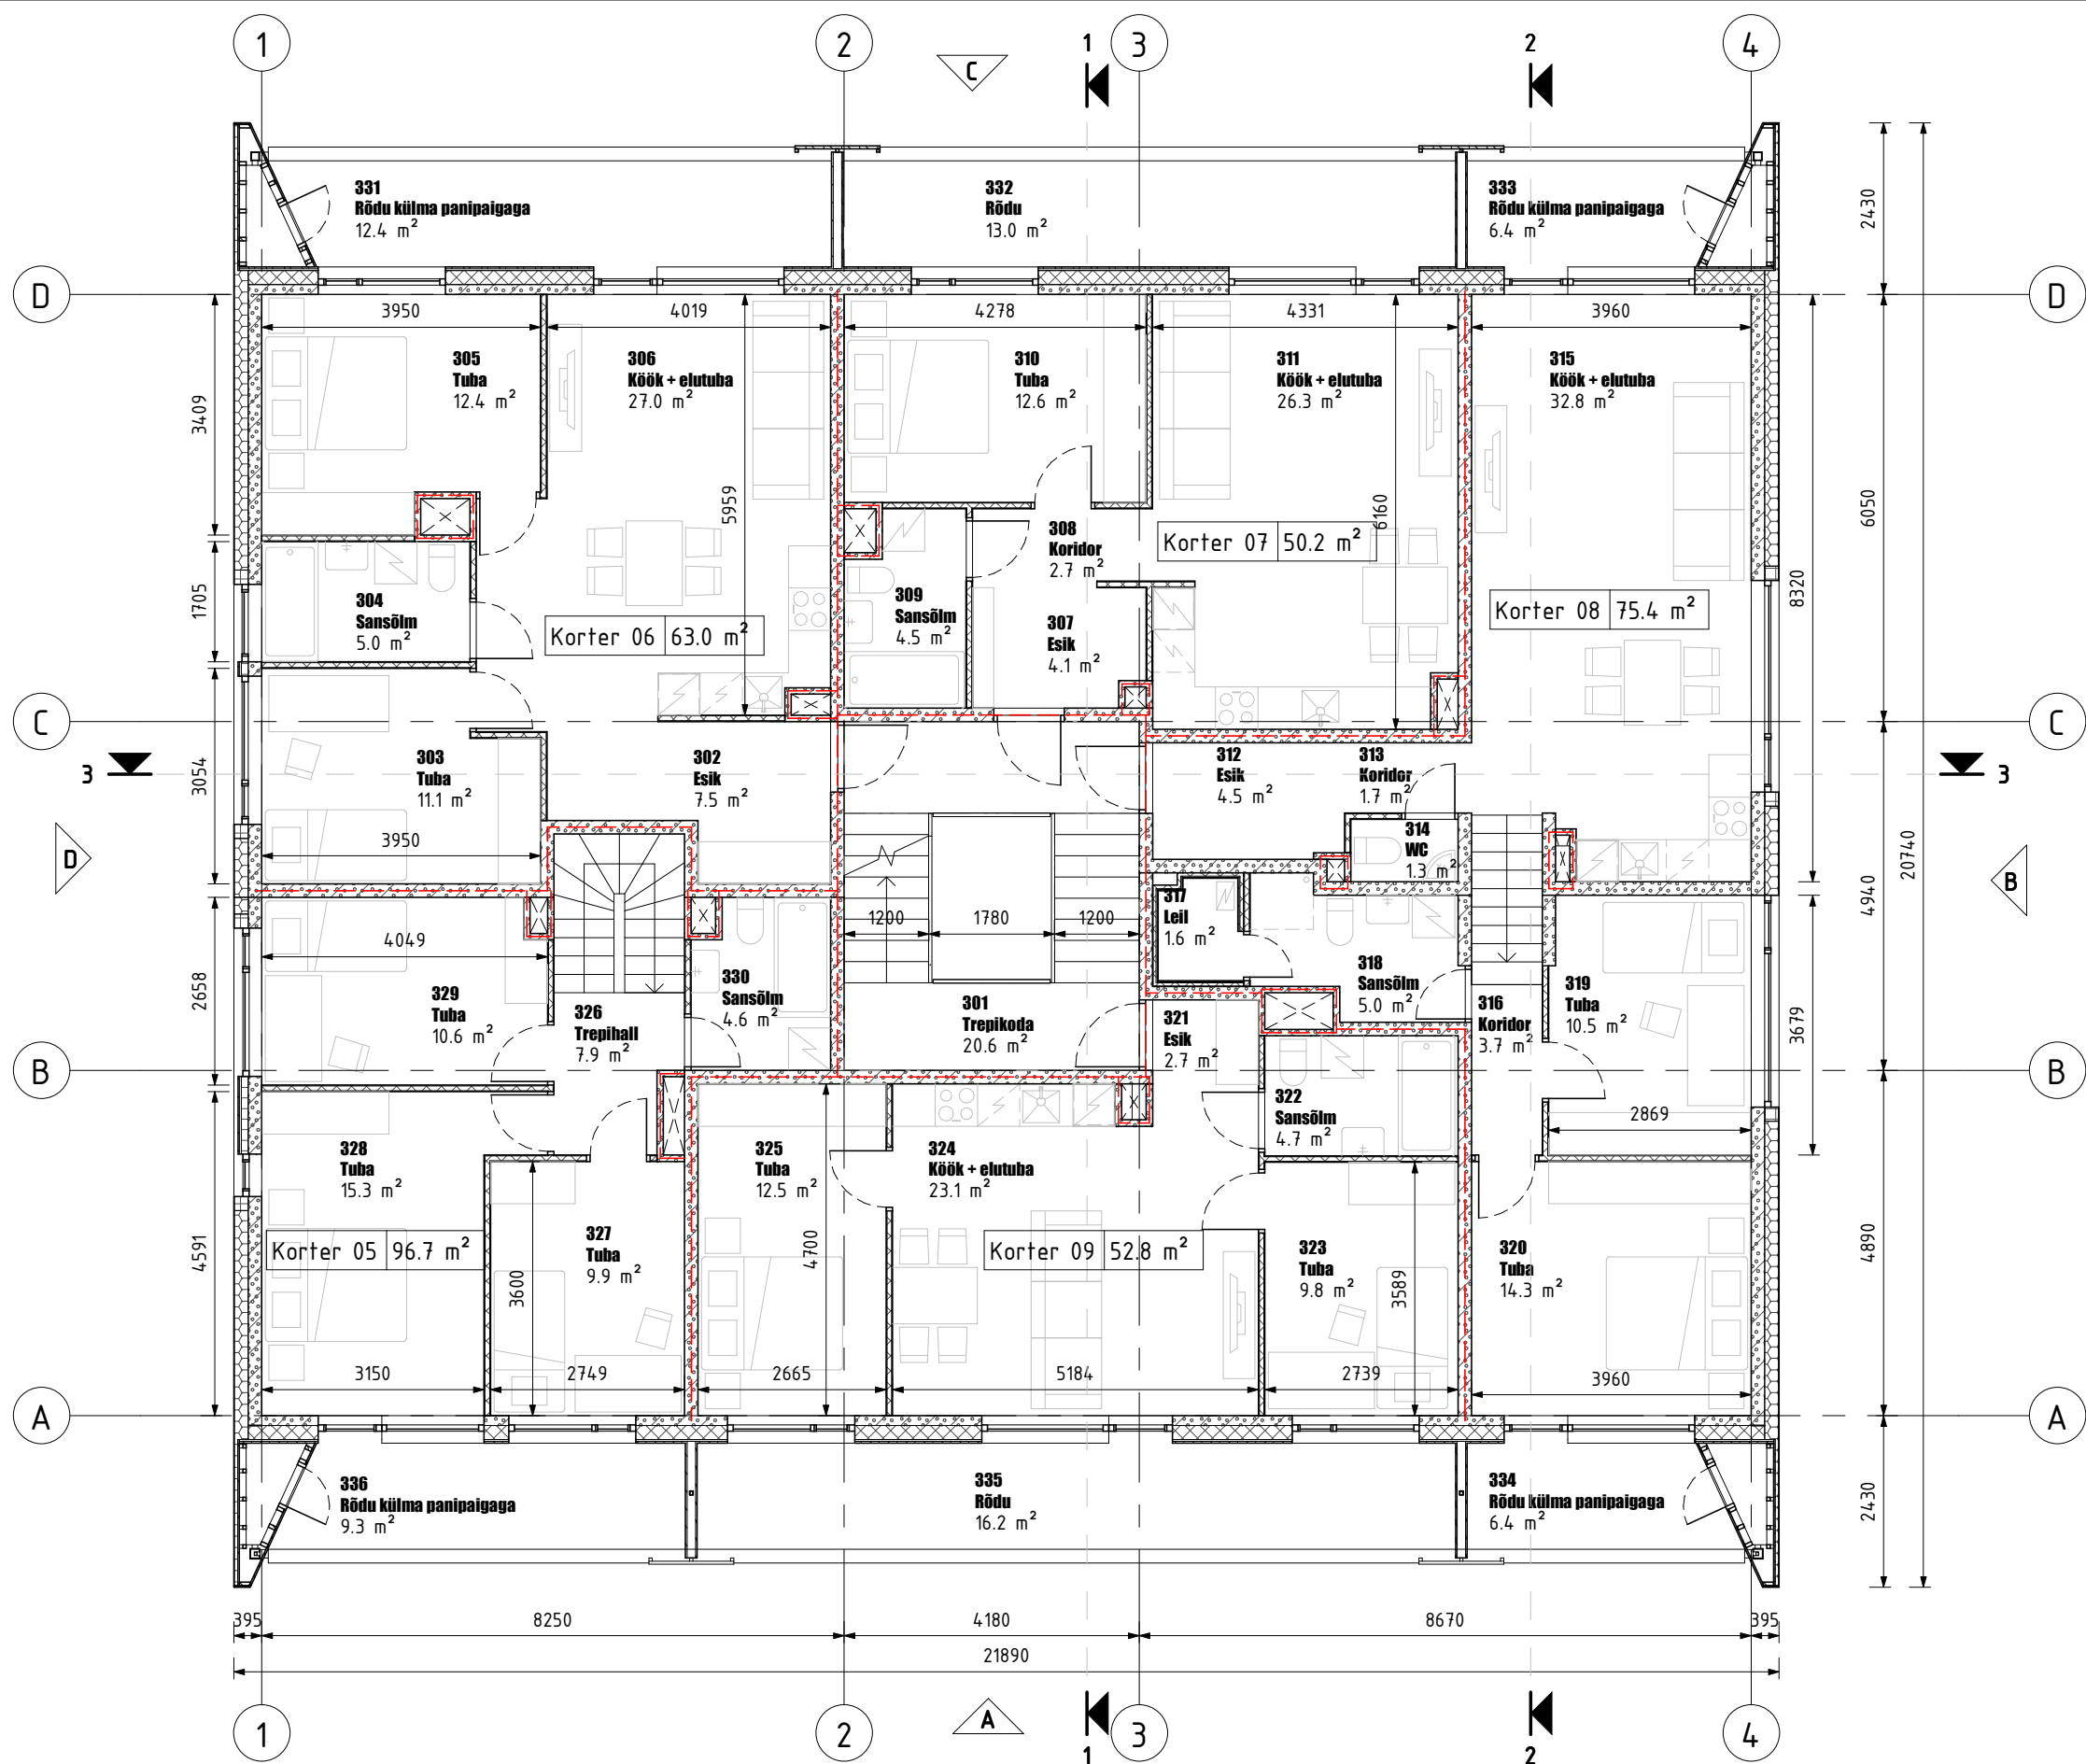 1
2
C
1
3
2
4
331
Rõdu külma panipaigaga
12.4 m²
332
Rõdu
13.0 m²
333
Rõdu külma panipaigaga
6.4 m²
2430
D
D
3950
4019
4278
4331
3960
305
Tuba
12.4 m²
306
Köök + elutuba
27.0 m²
310
Tuba
12.6 m²
311
Köök + elutuba
26.3 m²
315
Köök + elutuba
32.8 m²
3409
5959
6160
6050
308
Koridor
2.7 m²
Korter 07 50.2 m²
304
Sansõlm
5.0 m²
1705
Korter 06 63.0 m²
309
Sansõlm
4.5 m²
307
Esik
4.1 m²
Korter 08 75.4 m²
8320
C
C
3
303
Tuba
11.1 m²
3054
302
Esik
7.5 m²
312
Esik
4.5 m²
313
Koridor
1.7 m²
3
D
3950
314
WC
1.3 m²
20740
B
4940
317
Leil
1.6 m²
4049
1200
1780
1200
2658
329
Tuba
10.6 m²
326
Trepihall
7.9 m²
330
Sansõlm
4.6 m²
301
Trepikoda
20.6 m²
321
Esik
2.7 m²
318
Sansõlm
5.0 m²
316
Koridor
3.7 m²
319
Tuba
10.5 m²
3679
B
B
322
Sansõlm
4.7 m²
2869
328
Tuba
15.3 m²
325
Tuba
12.5 m²
324
Köök + elutuba
23.1 m²
4591
Korter 05 96.7 m²
327
Tuba
9.9 m²
3600
4700
Korter 09 52.8 m²
323
Tuba
9.8 m²
3589
320
Tuba
14.3 m²
4890
3150
2749
2665
5184
2739
3960
A
A
336
Rõdu külma panipaigaga
9.3 m²
335
Rõdu
16.2 m²
334
Rõdu külma panipaigaga
6.4 m²
2430
395
8250
4180
8670
395
21890
1
2
A
1
3
2
4